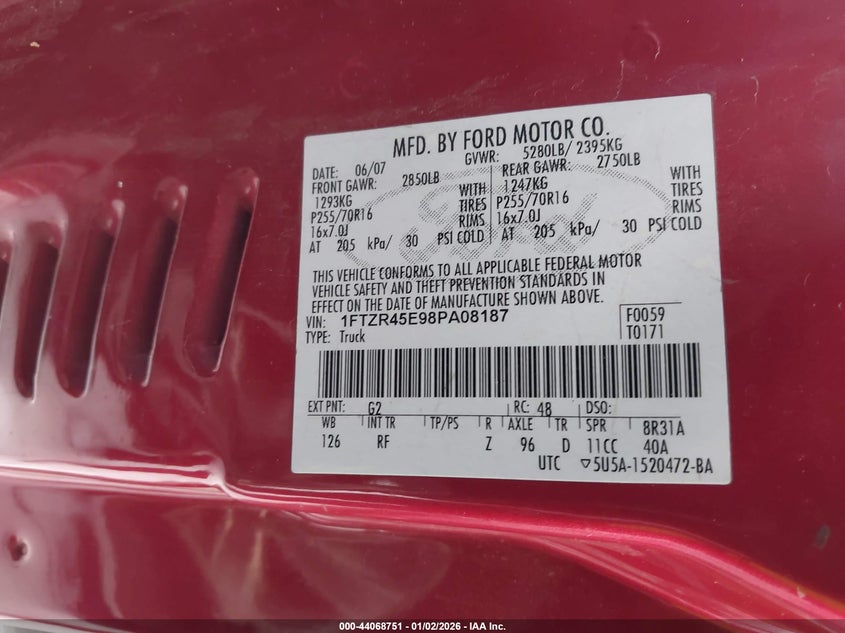 MFD. BY FORD MOTOR CO.
DATE: 06/07 GVWR: 5280LB/ 2395KG
FRONT GAWR: 2850LB REAR GAWR: 2750LB
1293KG WITH 1247KG WITH
P255/70R16 TIRES P255/70R16 TIRES
16x7.0J RIMS 16x7.0J RIMS
AT 205 kPa/ 30 PSI COLD AT 205 kPa/ 30 PSI COLD
Ford
THIS VEHICLE CONFORMS TO ALL APPLICABLE FEDERAL MOTOR
VEHICLE SAFETY AND THEFT PREVENTION STANDARDS IN
EFFECT ON THE DATE OF MANUFACTURE SHOWN ABOVE.
VIN: 1FTZR45E98PA08187 F0059
TYPE: Truck T0171
EXT PNT: G2 RC: 48 DSO:
WB INT TR TP/PS R AXLE TR SPR 8R31A
126 RF Z 96 D 11CC 40A
UTC ▽5U5A-1520472-BA
000-44068751 - 01/02/2026 - IAA Inc.